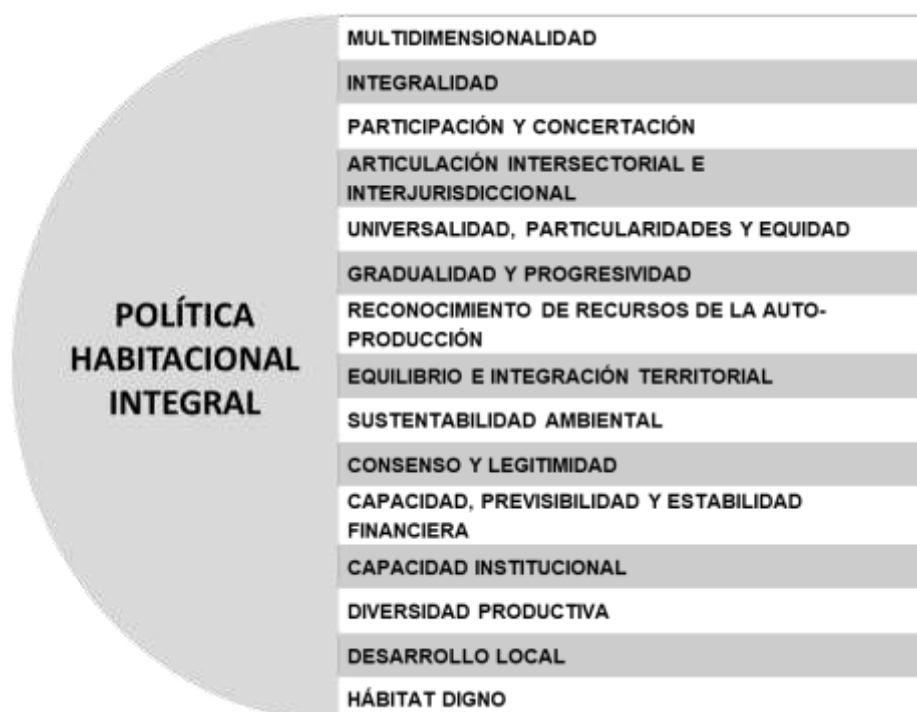 POLÍTICA
HABITACIONAL
INTEGRAL
MULTIDIMENSIONALIDAD
INTEGRALIDAD
PARTICIPACIÓN Y CONCERTACIÓN
ARTICULACIÓN INTERSECTORIAL E
INTERJURISDICCIONAL
UNIVERSALIDAD, PARTICULARIDADES Y EQUIDAD
GRADUALIDAD Y PROGRESIVIDAD
RECONOCIMIENTO DE RECURSOS DE LA AUTO-
PRODUCCIÓN
EQUILIBRIO E INTEGRACIÓN TERRITORIAL
SUSTENTABILIDAD AMBIENTAL
CONSENSO Y LEGITIMIDAD
CAPACIDAD, PREVISIBILIDAD Y ESTABILIDAD
FINANCIERA
CAPACIDAD INSTITUCIONAL
DIVERSIDAD PRODUCTIVA
DESARROLLO LOCAL
HÁBITAT DIGNO